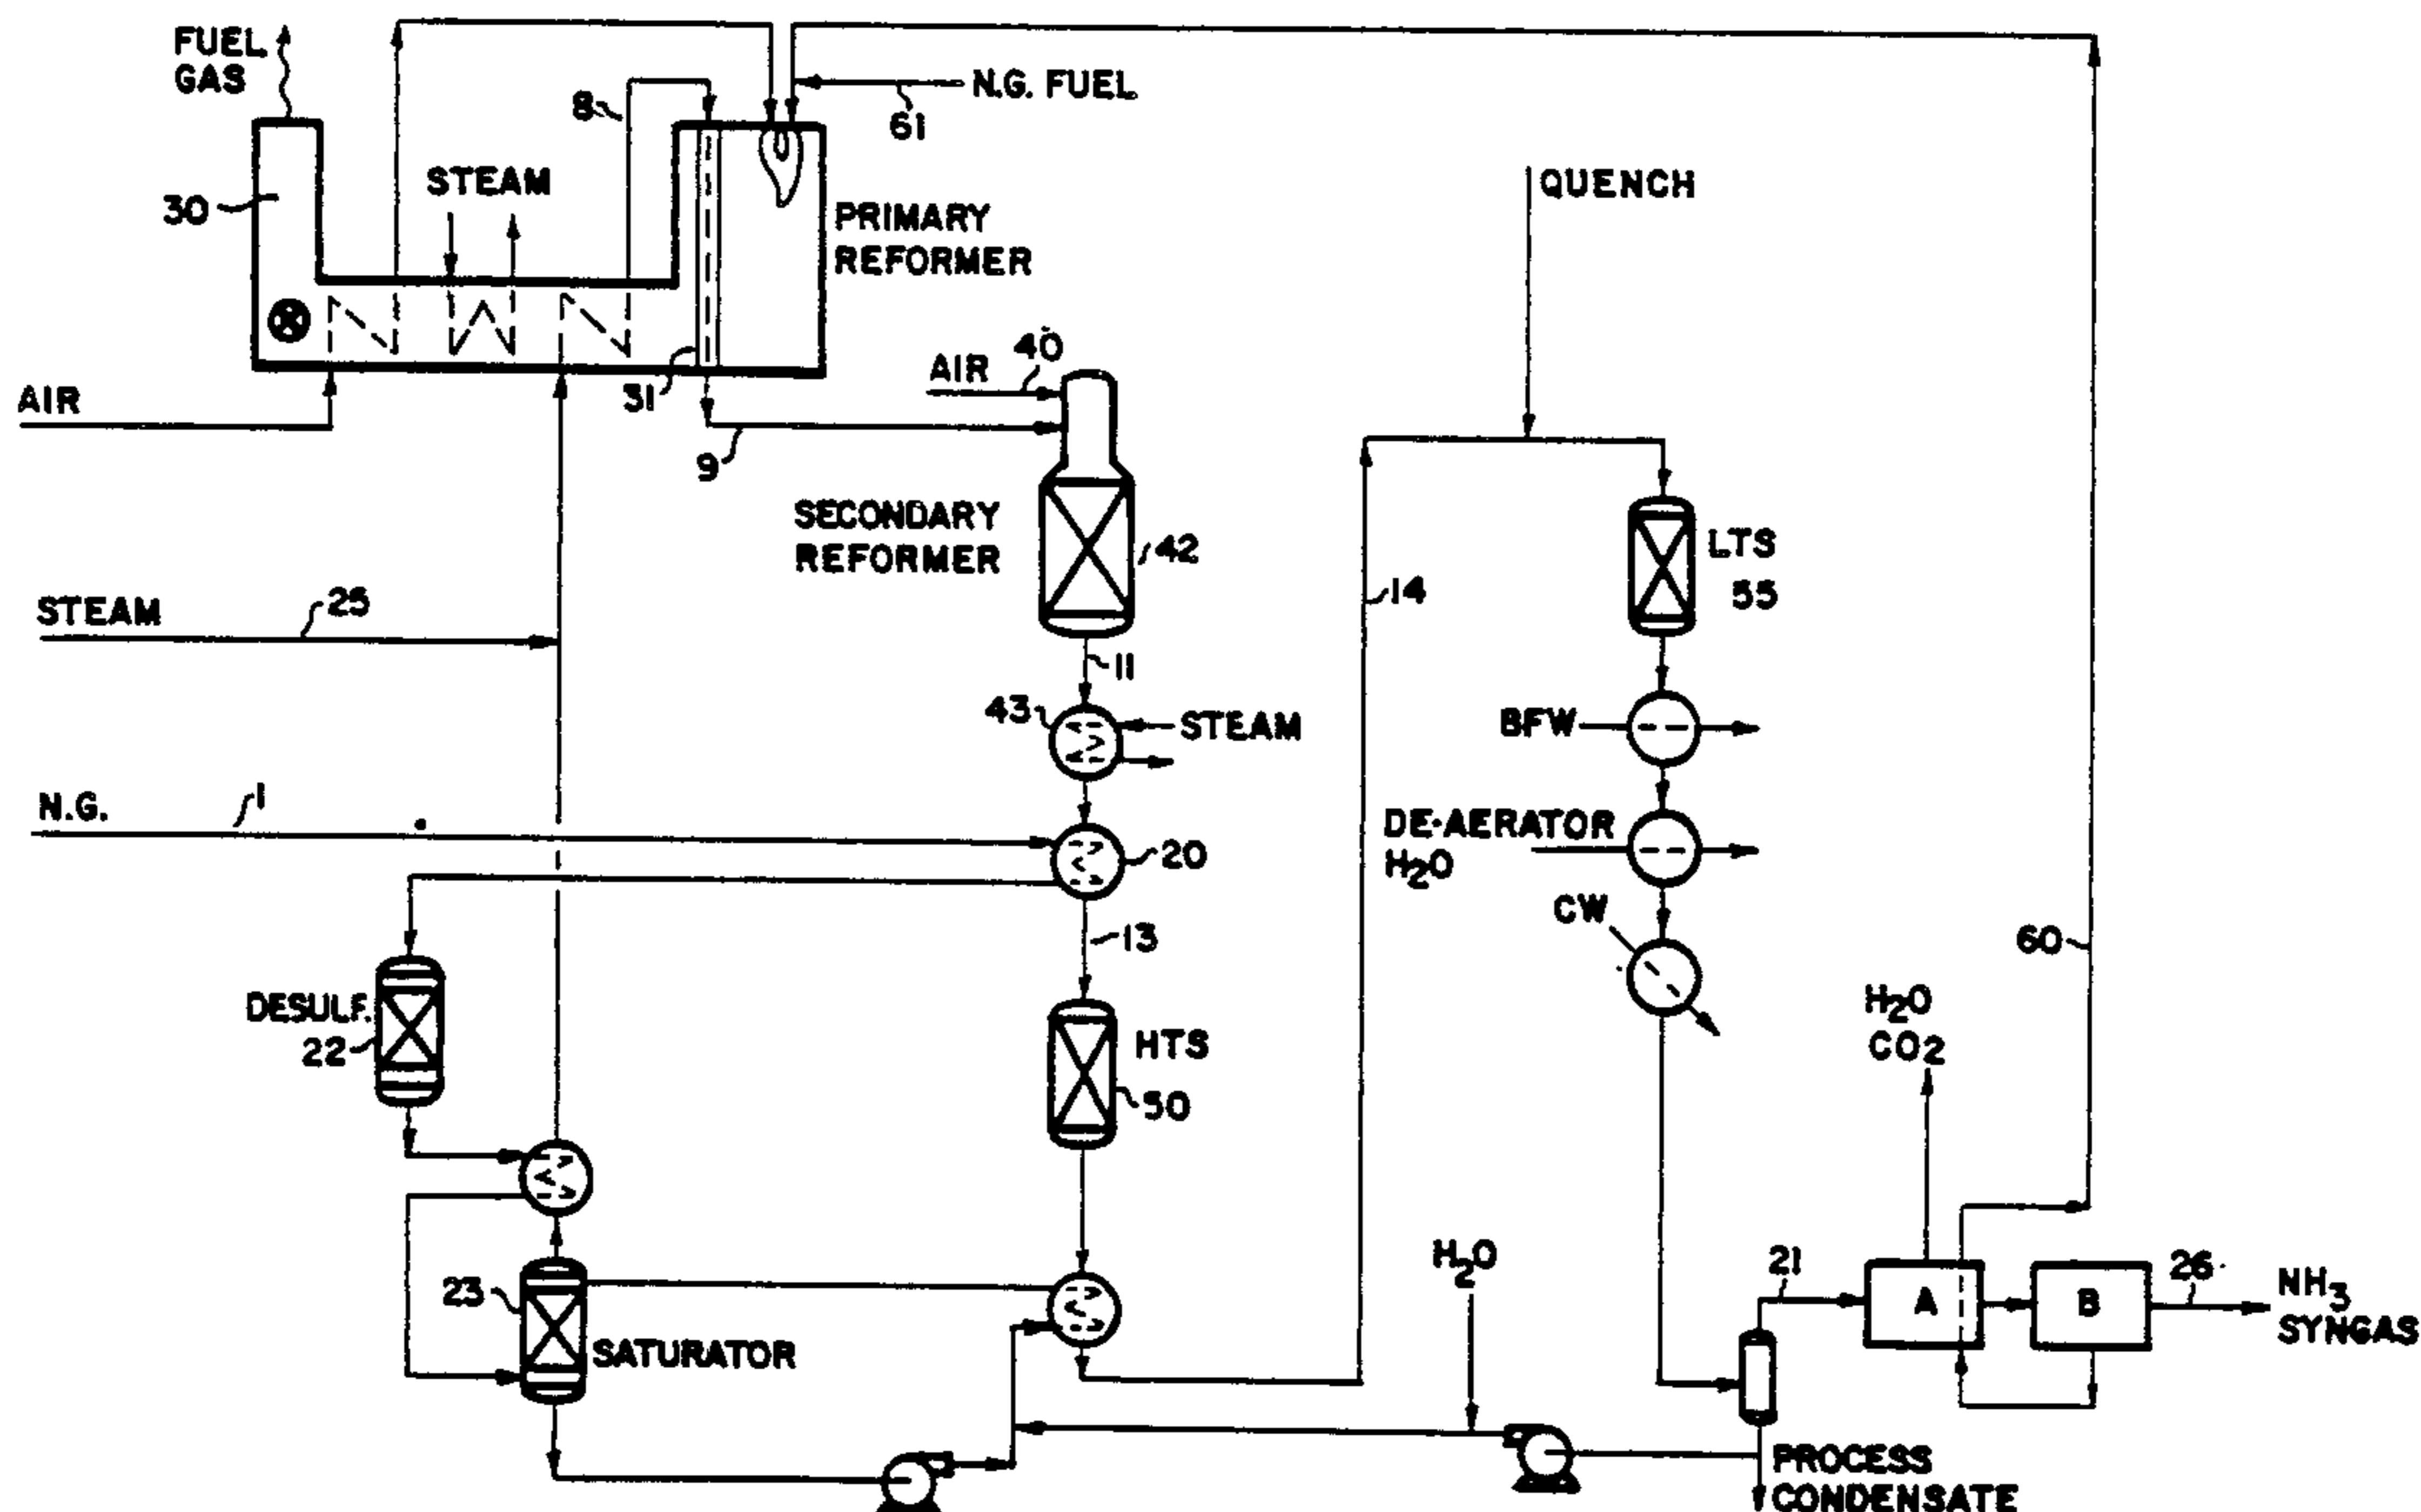 FUEL
GAS
8
N.G. FUEL
61
STEAM
30
PRIMARY
REFORMER
QUENCH
AIR
31
AIR
40
9
SECONDARY
REFORMER
42
LTS
55
14
STEAM
25
11
43
STEAM
BFW
N.G.
1
20
DE-AERATOR
H2O
CW
13
60
DESULF.
22
HTS
50
H2O
CO2
23
SATURATOR
H2O
21
A
B
26
NH3
SYNGAS
PROCESS
CONDENSATE